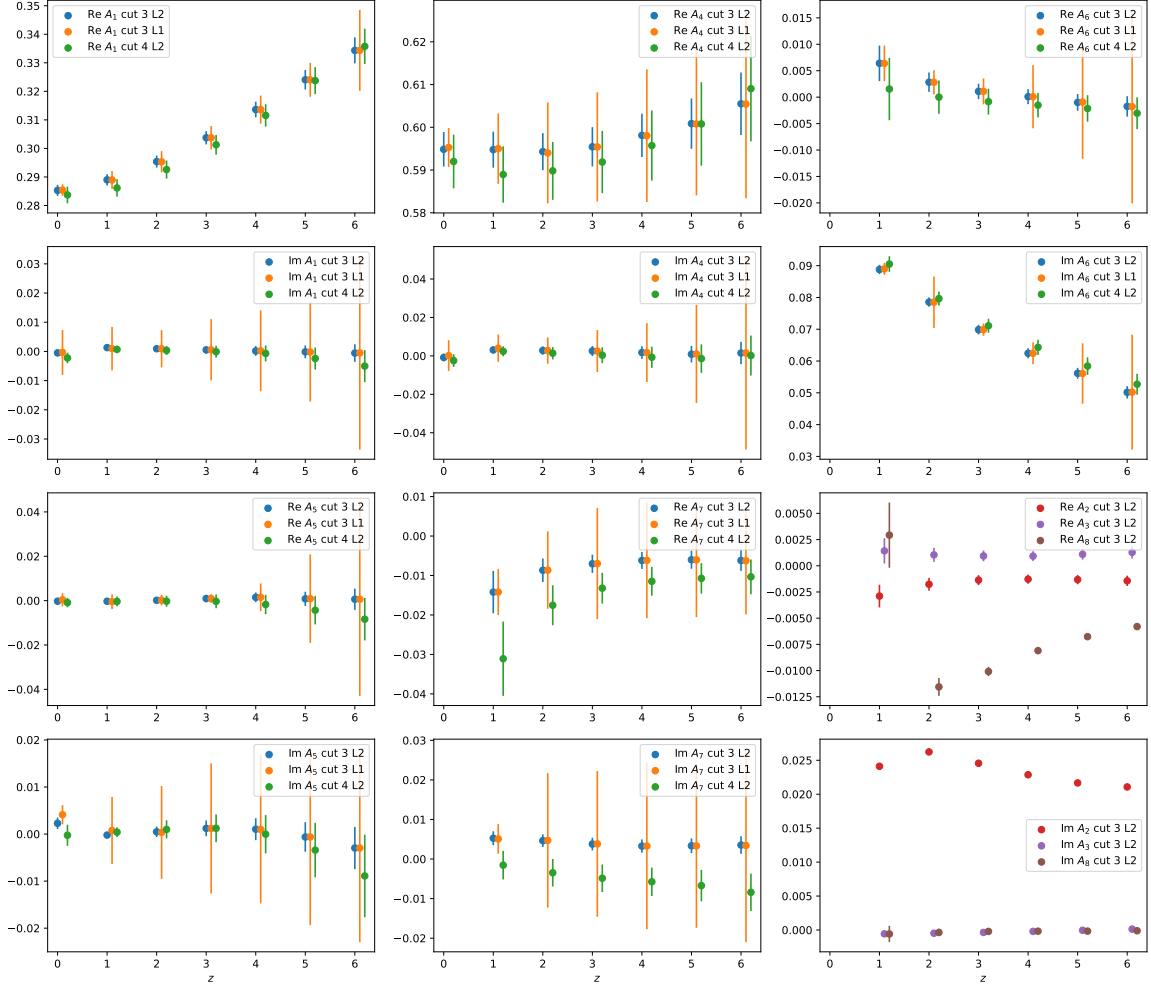 0.35
0.34
0.33
0.32
0.31
0.30
0.29
0.28
Re A₁ cut 3 L2
Re A₁ cut 3 L1
Re A₁ cut 4 L2
0 1 2 3 4 5 6
0.62
0.60
0.58
Re A₄ cut 3 L2
Re A₄ cut 3 L1
Re A₄ cut 4 L2
0 1 2 3 4 5 6
0.015
0.010
0.005
0.000
−0.005
−0.010
−0.015
−0.020
Re A₆ cut 3 L2
Re A₆ cut 3 L1
Re A₆ cut 4 L2
0 1 2 3 4 5 6
0.03
0.02
0.01
0.00
−0.01
−0.02
−0.03
Im A₁ cut 3 L2
Im A₁ cut 3 L1
Im A₁ cut 4 L2
0 1 2 3 4 5 6
0.04
0.02
0.00
−0.02
−0.04
Im A₄ cut 3 L2
Im A₄ cut 3 L1
Im A₄ cut 4 L2
0 1 2 3 4 5 6
0.09
0.08
0.07
0.06
0.05
0.04
0.03
Im A₆ cut 3 L2
Im A₆ cut 3 L1
Im A₆ cut 4 L2
0 1 2 3 4 5 6
0.04
0.02
0.00
−0.02
−0.04
Re A₅ cut 3 L2
Re A₅ cut 3 L1
Re A₅ cut 4 L2
0 1 2 3 4 5 6
0.01
0.00
−0.01
−0.02
−0.03
−0.04
Re A₇ cut 3 L2
Re A₇ cut 3 L1
Re A₇ cut 4 L2
0 1 2 3 4 5 6
0.0050
0.0025
0.0000
−0.0025
−0.0050
−0.0075
−0.0100
−0.0125
Re A₂ cut 3 L2
Re A₃ cut 3 L2
Re A₈ cut 3 L2
0 1 2 3 4 5 6
0.02
0.01
0.00
−0.01
−0.02
Im A₅ cut 3 L2
Im A₅ cut 3 L1
Im A₅ cut 4 L2
0 1 2 3 4 5 6
z
0.03
0.02
0.01
0.00
−0.01
−0.02
Im A₇ cut 3 L2
Im A₇ cut 3 L1
Im A₇ cut 4 L2
0 1 2 3 4 5 6
z
0.025
0.020
0.015
0.010
0.005
0.000
Im A₂ cut 3 L2
Im A₃ cut 3 L2
Im A₈ cut 3 L2
0 1 2 3 4 5 6
z